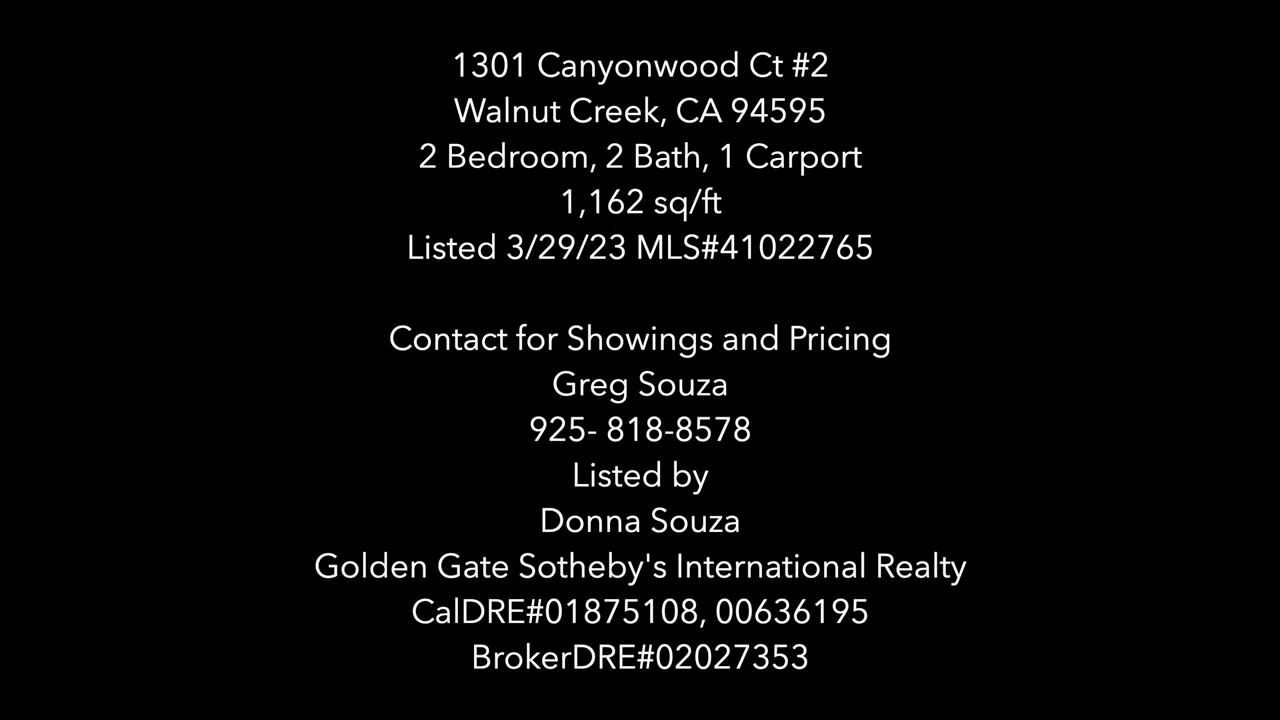 1301 Canyonwood Ct #2
Walnut Creek, CA 94595
2 Bedroom, 2 Bath, 1 Carport
1,162 sq/ft
Listed 3/29/23 MLS#41022765
Contact for Showings and Pricing
Greg Souza
925- 818-8578
Listed by
Donna Souza
Golden Gate Sotheby's International Realty
CalDRE#01875108, 00636195
BrokerDRE#02027353